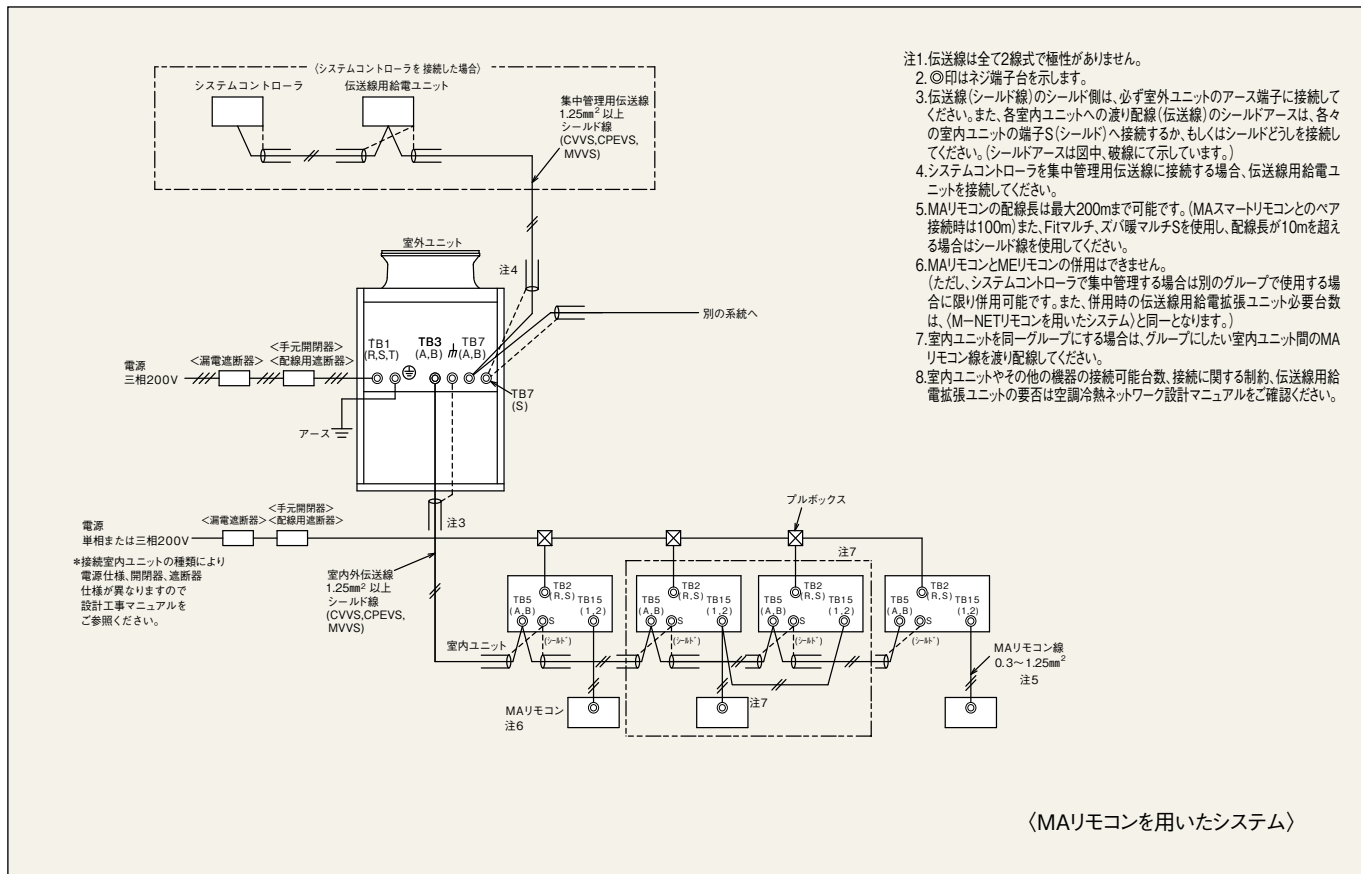 〈システムコントローラを接続した場合〉
システムコントローラ
伝送線用給電ユニット
集中管理用伝送線
1.25mm²以上
シールド線
(CVVS,CPEVS,
MVVS)
注1.伝送線は全て2線式で極性がありません。
2.◎印はネジ端子台を示します。
3.伝送線(シールド線)のシールド側は、必ず室外ユニットのアース端子に接続して
ください。また、各室内ユニットへの渡り配線(伝送線)のシールドアースは、各々
の室内ユニットの端子S(シールド)へ接続するか、もしくはシールドどうしを接続し
てください。(シールドアースは図中、破線にて示しています。)
4.システムコントローラを集中管理用伝送線に接続する場合、伝送線用給電ユ
ニットを接続してください。
5.MAリモコンの配線長は最大200mまで可能です。(MAスマートリモコンとのペア
接続時は100m)また、Fitマルチ、ズバ暖マルチSを使用し、配線長が10mを超え
る場合はシールド線を使用してください。
6.MAリモコンとMEリモコンの併用はできません。
(ただし、システムコントローラで集中管理する場合は別のグループで使用する場
合に限り併用可能です。また、併用時の伝送線用給電拡張ユニット必要台数
は、〈M-NETリモコンを用いたシステム〉と同一となります。)
7.室内ユニットを同一グループにする場合は、グループにしたい室内ユニット間のMA
リモコン線を渡り配線してください。
8.室内ユニットやその他の機器の接続可能台数、接続に関する制約、伝送線用給
電拡張ユニットの要否は空調冷熱ネットワーク設計マニュアルをご確認ください。
室外ユニット
注4
別の系統へ
TB1
(R,S,T)
TB3
(A,B)
TB7
(A,B)
TB7
(S)
電源
三相200V
<漏電遮断器>
<手元開閉器>
<配線用遮断器>
アース
電源
単相または三相200V
<漏電遮断器>
<手元開閉器>
<配線用遮断器>
注3
プルボックス
注7
*接続室内ユニットの種類により
電源仕様、開閉器、遮断器
仕様が異なりますので
設計工事マニュアルを
ご参照ください。
室内外伝送線
1.25mm²以上
シールド線
(CVVS,CPEVS,
MVVS)
室内ユニット
TB2
(R,S)
TB5
(A,B)
S
TB15
(1,2)
(シールド)
TB2
(R,S)
TB5
(A,B)
S
TB15
(1,2)
(シールド)
TB2
(R,S)
TB5
(A,B)
S
TB15
(1,2)
(シールド)
TB2
(R,S)
TB5
(A,B)
S
TB15
(1,2)
(シールド)
MAリモコン
注6
注7
MAリモコン線
0.3~1.25mm²
注5
〈MAリモコンを用いたシステム〉